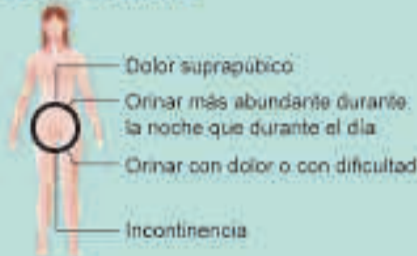 Dolor suprapúbico
Orinar más abundante durante
la noche que durante el día
Orinar con dolor o con dificultad
Incontinencia